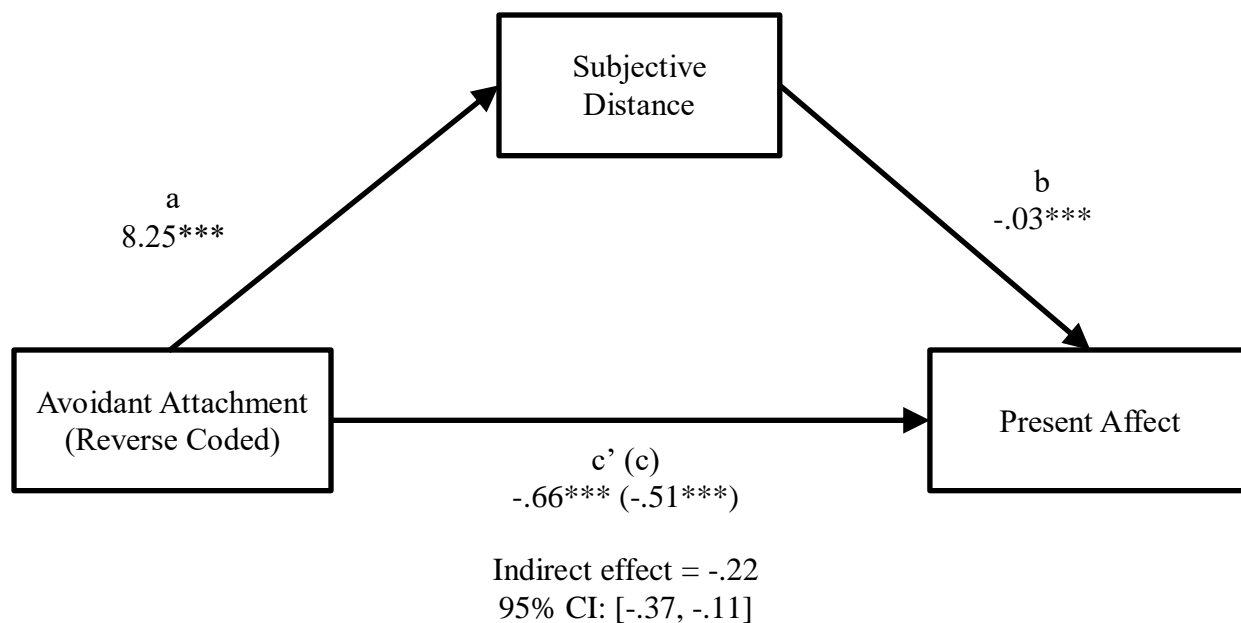 Subjective
Distance
a
8.25***
b
-.03***
Avoidant Attachment
(Reverse Coded)
Present Affect
c’ (c)
-.66*** (-.51***)
Indirect effect = -.22
95% CI: [-.37, -.11]